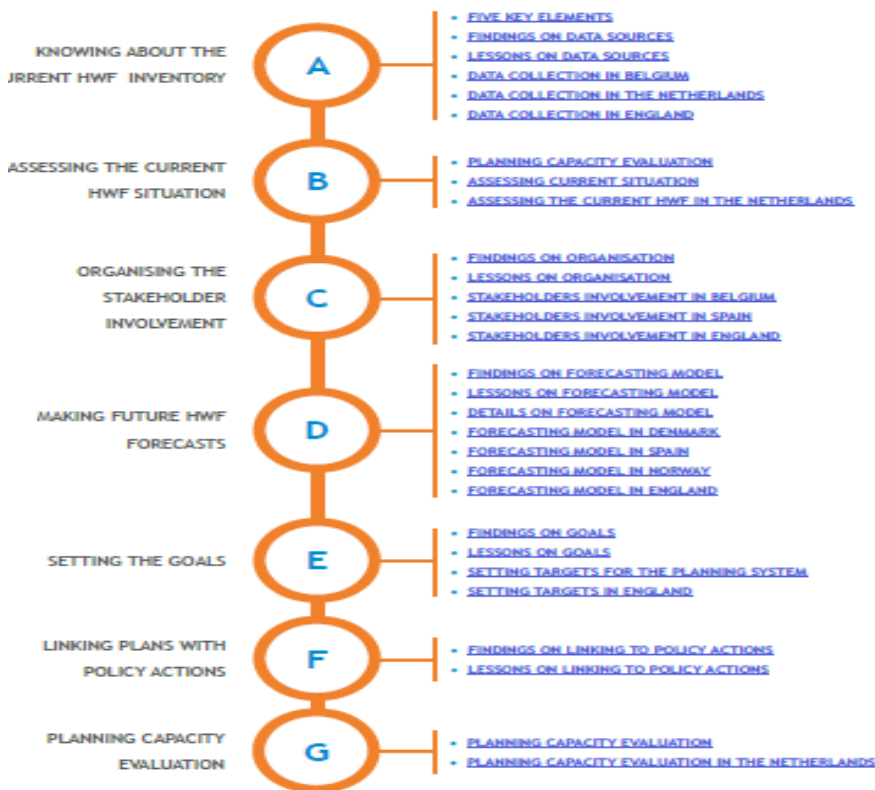 KNOWING ABOUT THE
URRENT HWF INVENTORY
A
FIVE KEY ELEMENTS
FINDINGS ON DATA SOURCES
LESSONS ON DATA SOURCES
DATA COLLECTION IN BELGIUM
DATA COLLECTION IN THE NETHERLANDS
DATA COLLECTION IN ENGLAND
ASSESSING THE CURRENT
HWF SITUATION
B
PLANNING CAPACITY EVALUATION
ASSESSING CURRENT SITUATION
ASSESSING THE CURRENT HWF IN THE NETHERLANDS
ORGANISING THE
STAKEHOLDER
INVOLVEMENT
C
FINDINGS ON ORGANISATION
LESSONS ON ORGANISATION
STAKEHOLDERS INVOLVEMENT IN BELGIUM
STAKEHOLDERS INVOLVEMENT IN SPAIN
STAKEHOLDERS INVOLVEMENT IN ENGLAND
MAKING FUTURE HWF
FORECASTS
D
FINDINGS ON FORECASTING MODEL
LESSONS ON FORECASTING MODEL
DETAILS ON FORECASTING MODEL
FORECASTING MODEL IN DENMARK
FORECASTING MODEL IN SPAIN
FORECASTING MODEL IN NORWAY
FORECASTING MODEL IN ENGLAND
SETTING THE GOALS
E
FINDINGS ON GOALS
LESSONS ON GOALS
SETTING TARGETS FOR THE PLANNING SYSTEM
SETTING TARGETS IN ENGLAND
LINKING PLANS WITH
POLICY ACTIONS
F
FINDINGS ON LINKING TO POLICY ACTIONS
LESSONS ON LINKING TO POLICY ACTIONS
PLANNING CAPACITY
EVALUATION
G
PLANNING CAPACITY EVALUATION
PLANNING CAPACITY EVALUATION IN THE NETHERLANDS